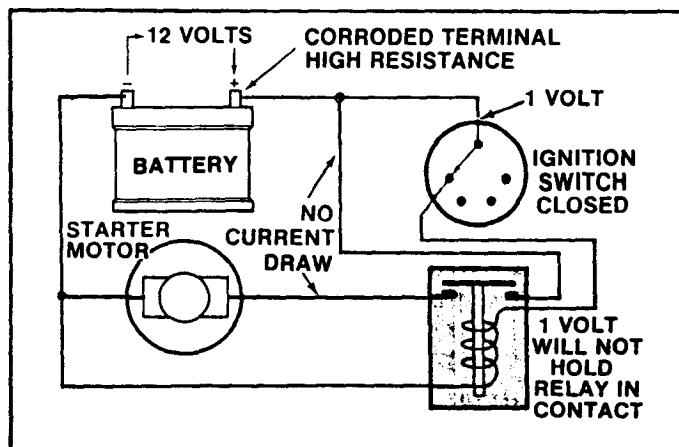 12 VOLTS
CORRODED TERMINAL
HIGH RESISTANCE
- +
1 VOLT
BATTERY
IGNITION
SWITCH
CLOSED
STARTER
MOTOR
NO
CURRENT
DRAW
1 VOLT
WILL NOT
HOLD
RELAY IN
CONTACT